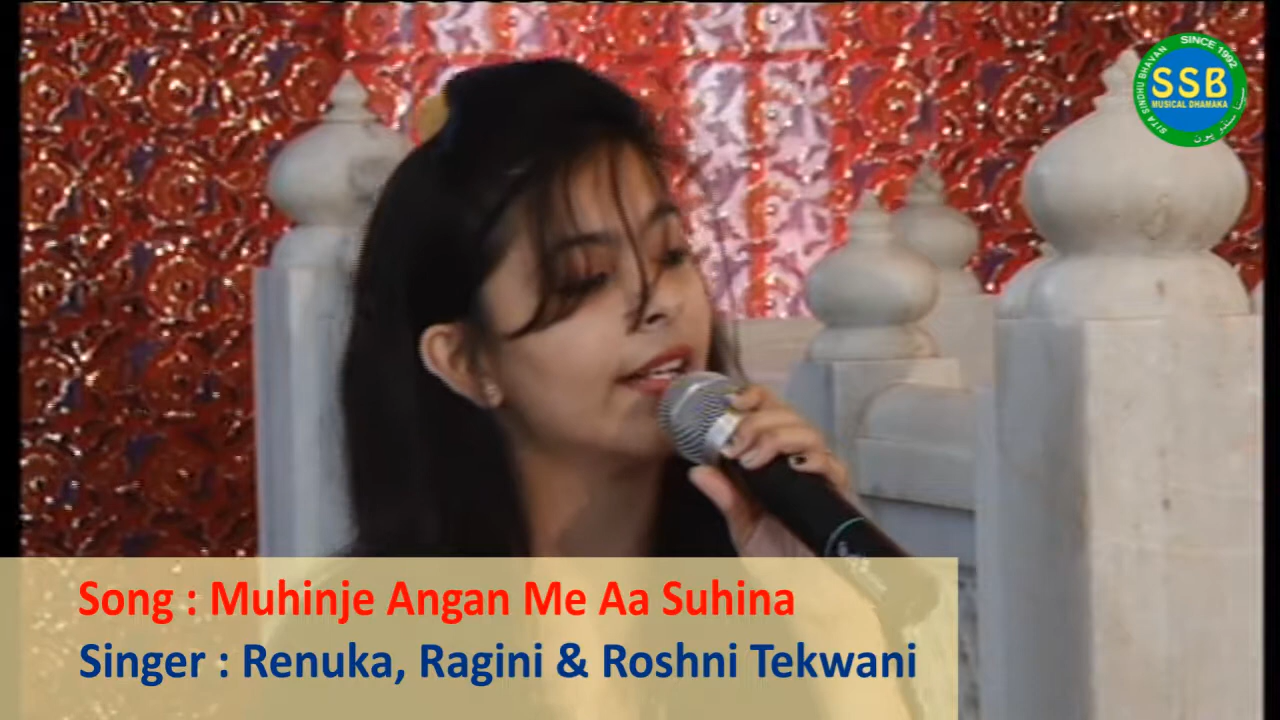 SITA SINDHU BHAVAN SINCE 1992
SSB
MUSICAL DHAMAKA
Song : Muhinje Angan Me Aa Suhina
Singer : Renuka, Ragini & Roshni Tekwani